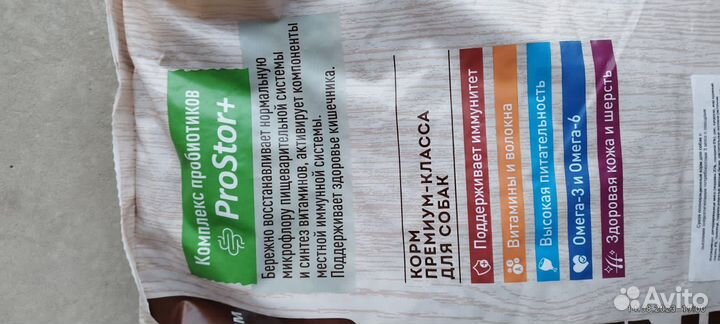 Комплекс пробиотиков
ProStor+
Бережно восстанавливает нормальную
микрофлору пищеварительной системы
и синтез витаминов, активирует компоненты
местной иммунной системы.
Поддерживает здоровье кишечника.
КОРМ
ПРЕМИУМ-КЛАССА
ДЛЯ СОБАК
Поддерживает иммунитет
Витамины и волокна
Высокая питательность
Омега-3 и Омега-6
Здоровая кожа и шерсть
Avito